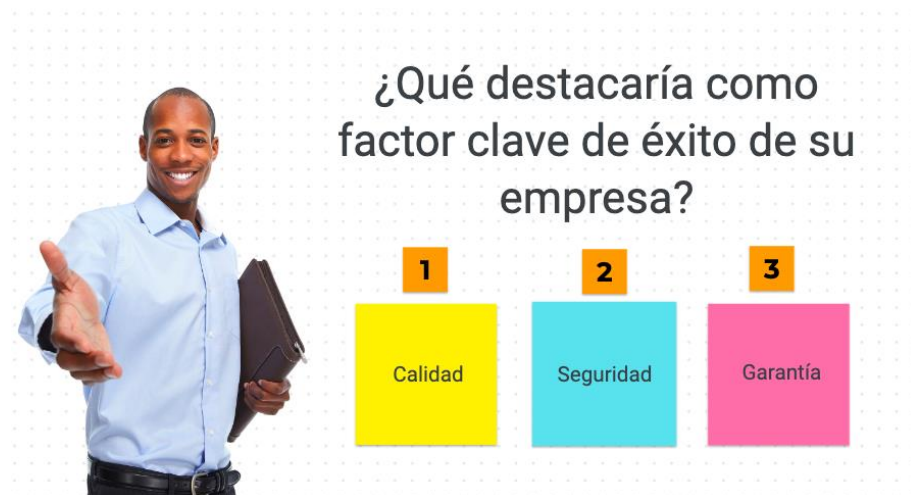 ¿Qué destacaría como
factor clave de éxito de su
empresa?
1
2
3
Calidad
Seguridad
Garantía